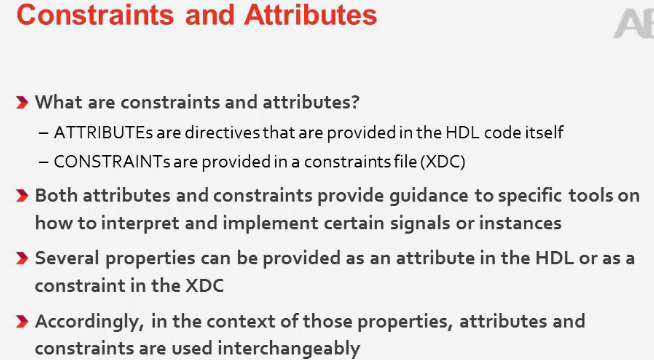 Constraints and Attributes
What are constraints and attributes?
– ATTRIBUTEs are directives that are provided in the HDL code itself
– CONSTRAINTs are provided in a constraints file (XDC)
Both attributes and constraints provide guidance to specific tools on
how to interpret and implement certain signals or instances
Several properties can be provided as an attribute in the HDL or as a
constraint in the XDC
Accordingly, in the context of those properties, attributes and
constraints are used interchangeably